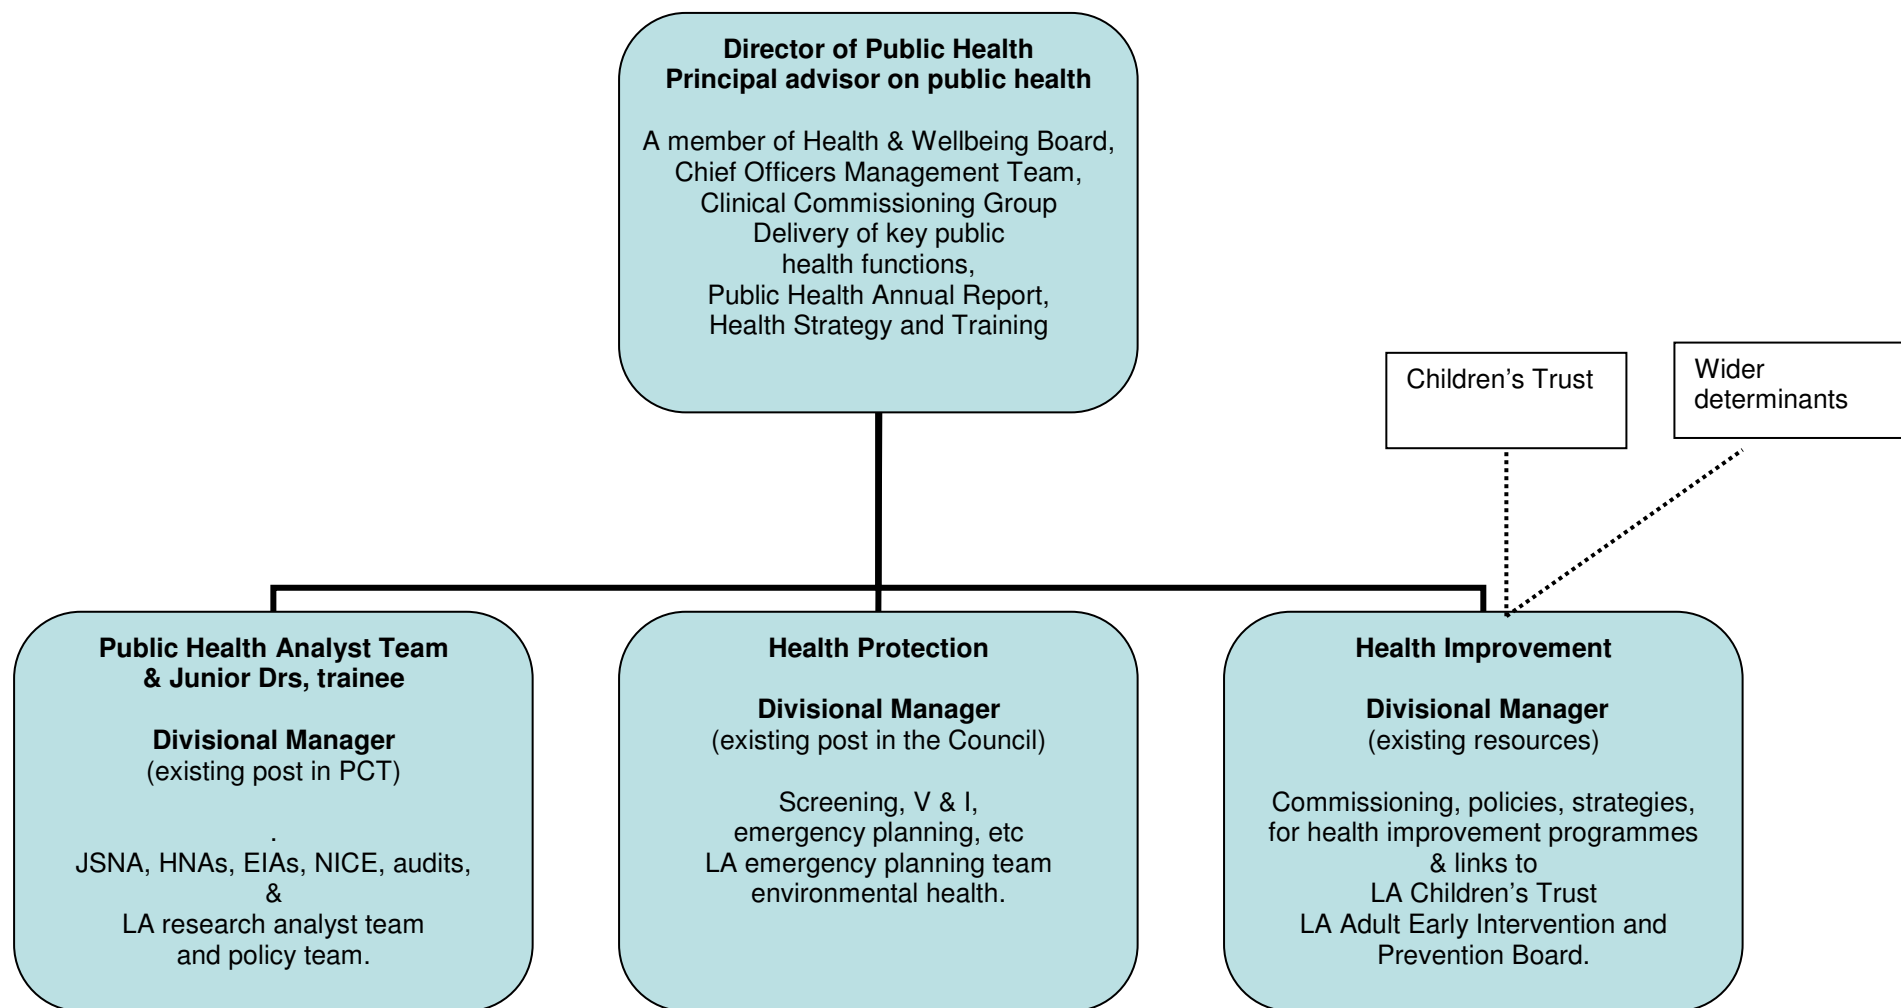 Director of Public Health
Principal advisor on public health
A member of Health & Wellbeing Board,
Chief Officers Management Team,
Clinical Commissioning Group
Delivery of key public
health functions,
Public Health Annual Report,
Health Strategy and Training
Children’s Trust
Wider
determinants
Public Health Analyst Team
& Junior Drs, trainee
Divisional Manager
(existing post in PCT)
.
JSNA, HNAs, EIAs, NICE, audits,
&
LA research analyst team
and policy team.
Health Protection
Divisional Manager
(existing post in the Council)
Screening, V & I,
emergency planning, etc
LA emergency planning team
environmental health.
Health Improvement
Divisional Manager
(existing resources)
Commissioning, policies, strategies,
for health improvement programmes
& links to
LA Children’s Trust
LA Adult Early Intervention and
Prevention Board.